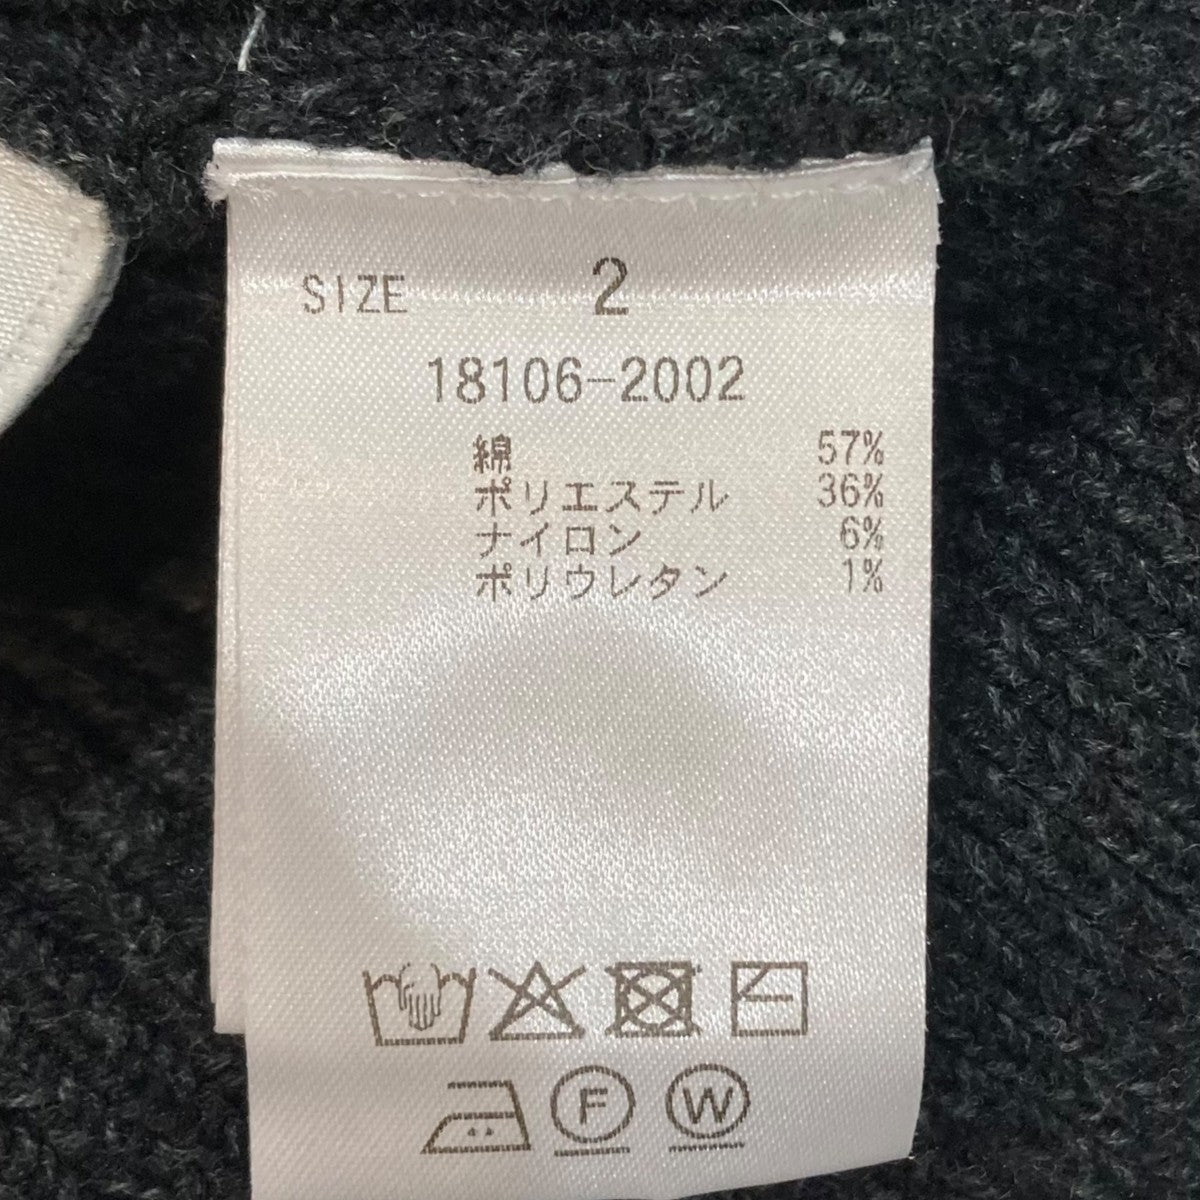 SIZE 2
18106-2002
綿 57%
ポリエステル 36%
ナイロン 6%
ポリウレタン 1%
F W